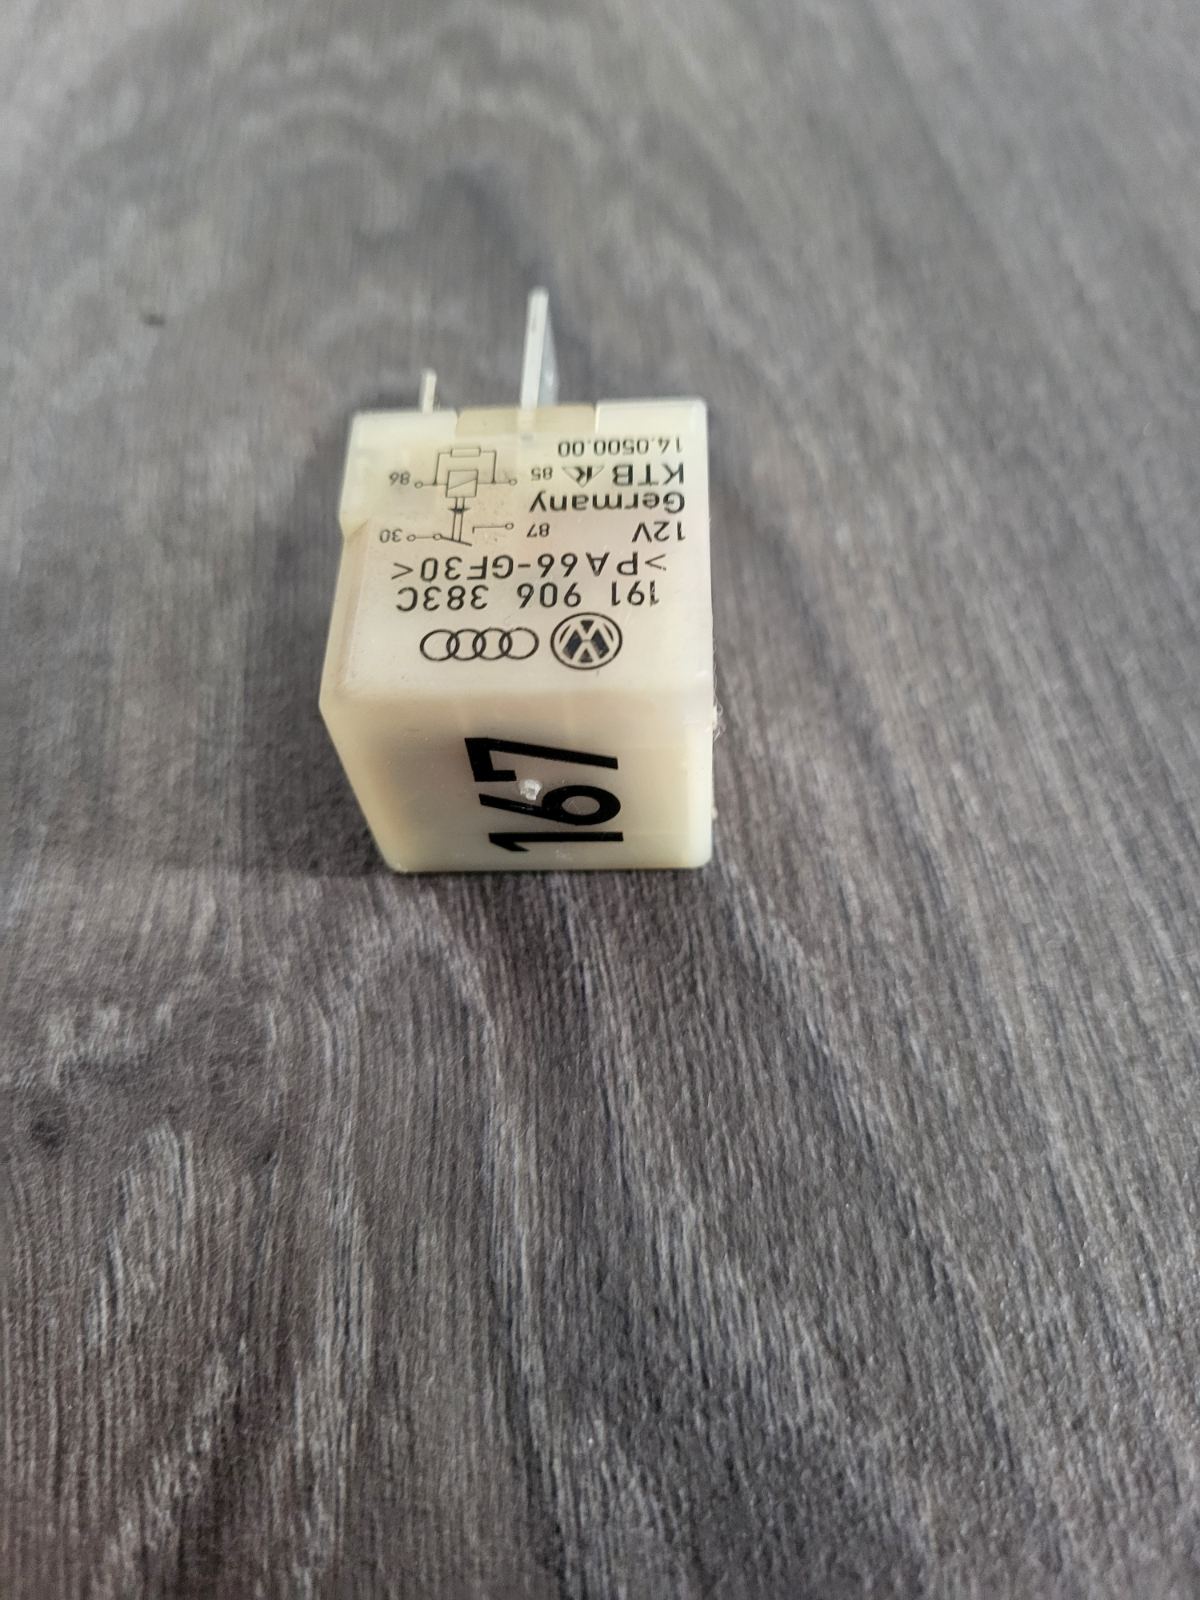 14.0500.00
KTB
Germany
12V
86
85
30
87
>PA66-GF30<
191 906 383C
167